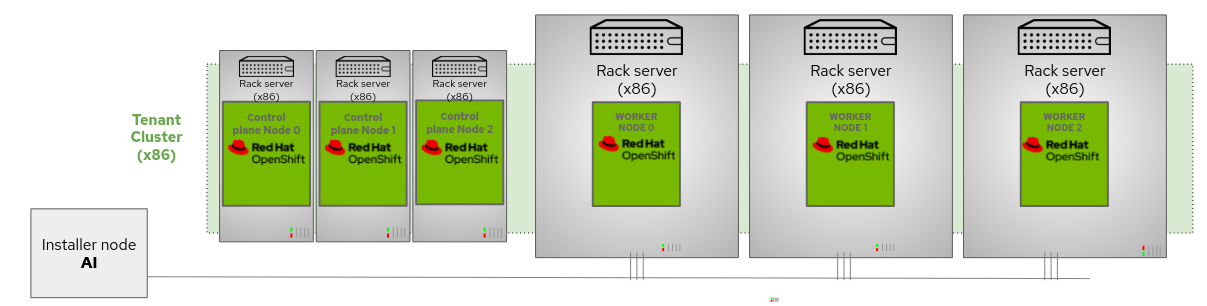 Tenant
Cluster
(x86)
Rack server
(x86)
Control
plane Node 0
Red Hat
OpenShift
Rack server
(x86)
Control
plane Node 1
Red Hat
OpenShift
Rack server
(x86)
Control
plane Node 2
Red Hat
OpenShift
Rack server
(x86)
WORKER
NODE 0
Red Hat
OpenShift
Rack server
(x86)
WORKER
NODE 1
Red Hat
OpenShift
Rack server
(x86)
WORKER
NODE 2
Red Hat
OpenShift
Installer node
AI